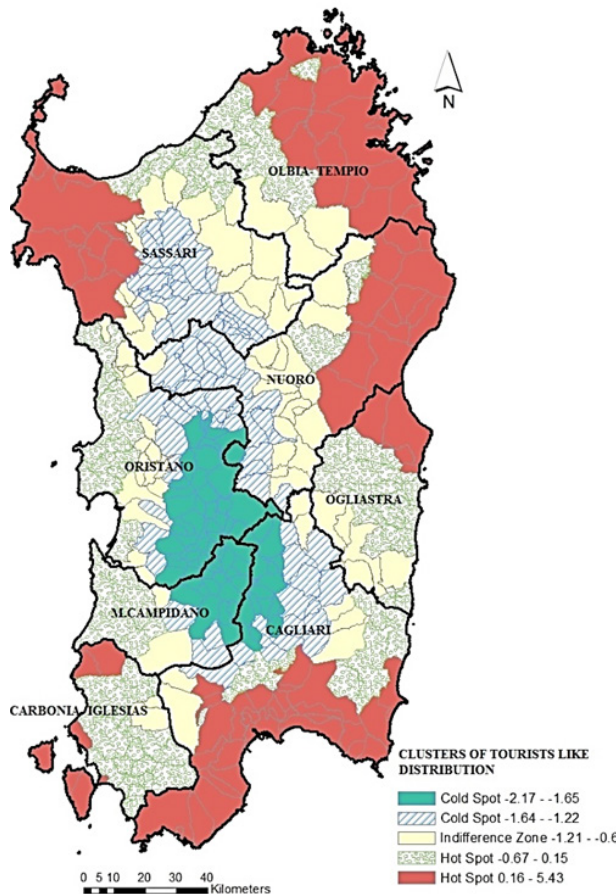 N
OLBIA- TEMPIO
SASSARI
NUORO
ORISTANO
OGLIASTRA
M.CAMPIDANO
CAGLIARI
CARBONIA-IGLESIAS
CLUSTERS OF TOURISTS LIKE
DISTRIBUTION
Cold Spot -2.17 - -1.65
Cold Spot -1.64 - -1.22
Indifference Zone -1.21 - -0.6
Hot Spot -0.67 - 0.15
Hot Spot 0.16 - 5.43
0 5 10 20 30 40
Kilometers